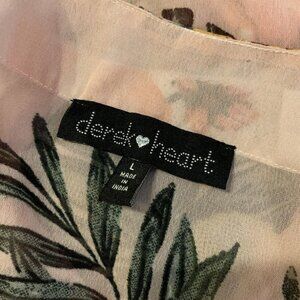 derek heart
L
MADE IN
INDIA